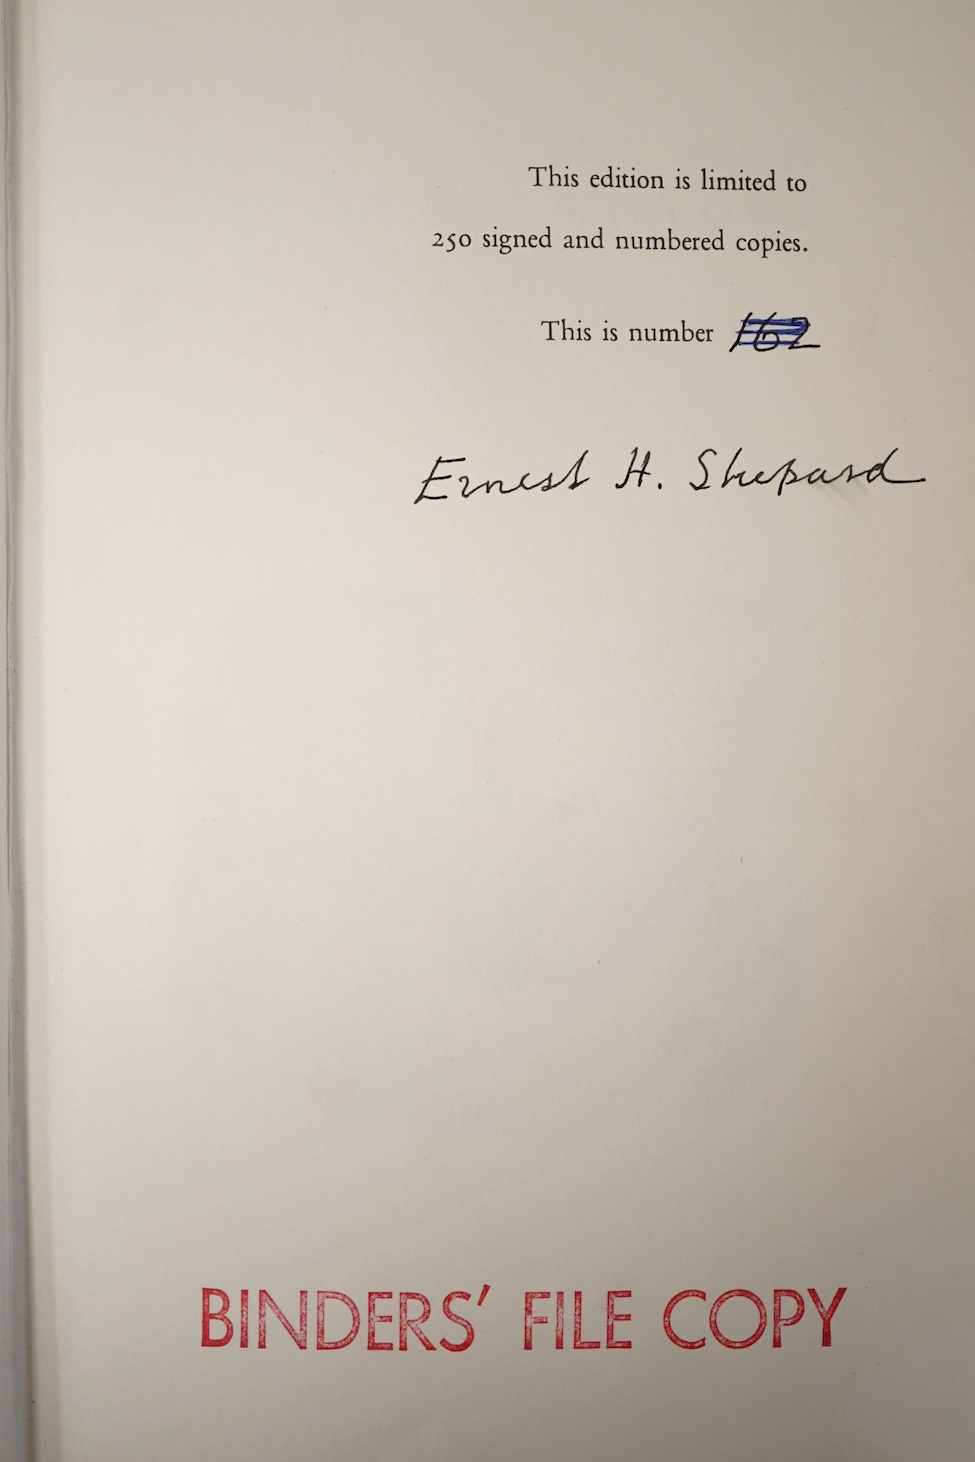 This edition is limited to
250 signed and numbered copies.
This is number 162
Ernest H. Shepard
BINDERS' FILE COPY